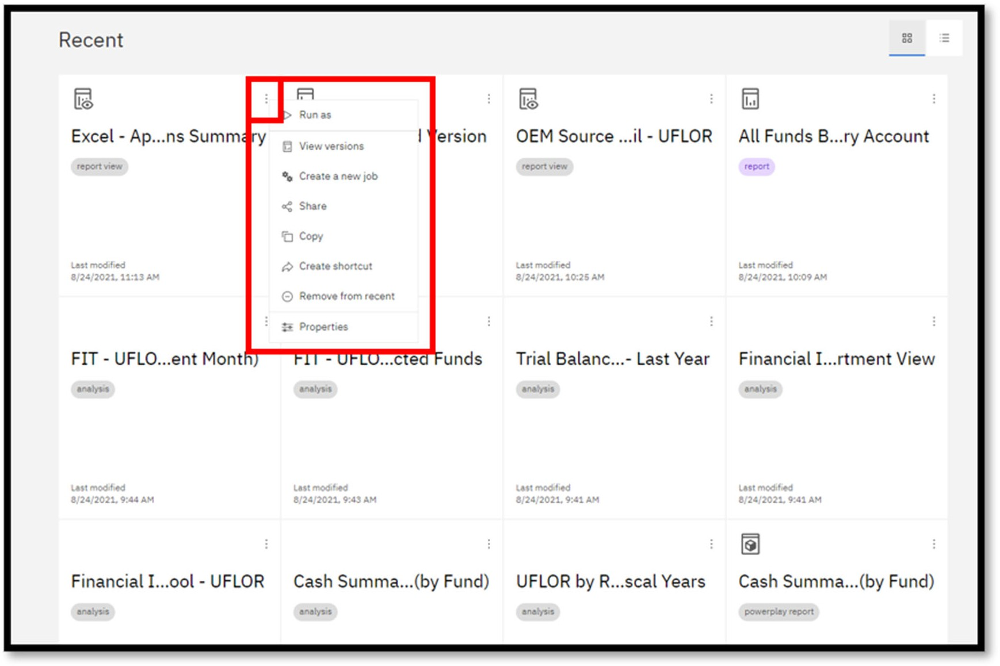 Recent
Excel - Ap...ns Summary
report view
Last modified
8/24/2021, 11:13 AM
Run as
View versions
Create a new job
Share
Copy
Create shortcut
Remove from recent
Properties
Version
OEM Source ...il - UFLOR
report view
Last modified
8/24/2021, 10:25 AM
All Funds B...ry Account
report
Last modified
8/24/2021, 10:09 AM
FIT - UFLO...ent Month)
analysis
Last modified
8/24/2021, 9:44 AM
FIT - UFLO...cted Funds
analysis
Last modified
8/24/2021, 9:43 AM
Trial Balanc...- Last Year
analysis
Last modified
8/24/2021, 9:41 AM
Financial I...rtment View
analysis
Last modified
8/24/2021, 9:41 AM
Financial I...ool - UFLOR
analysis
Cash Summa...(by Fund)
analysis
UFLOR by R...scal Years
analysis
Cash Summa...(by Fund)
powerplay report